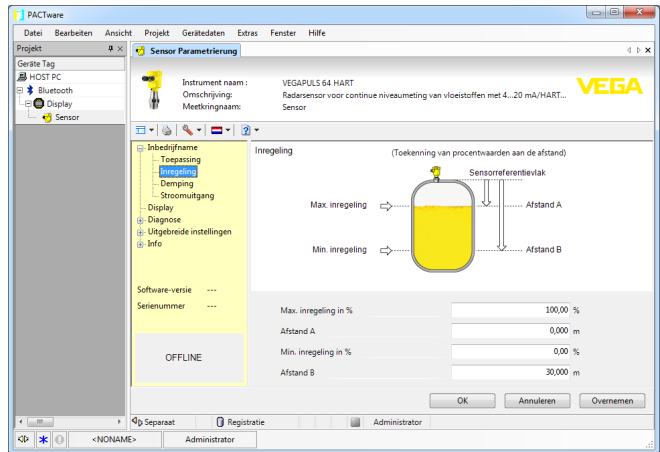 PACTware
Datei Bearbeiten Ansicht Projekt Gerätedaten Extras Fenster Hilfe
Projekt
Sensor Parametrierung
Geräte Tag
HOST PC
Bluetooth
Display
Sensor
Instrument naam : VEGAPULS 64 HART
Omschrijving: Radarsensor voor continue niveaumeting van vloeistoffen met 4...20 mA/HART...
Meetkringnaam: Sensor
VEGA
Inbedrijfname
Toepassing
Inregeling
Demping
Stroomuitgang
Display
Diagnose
Uitgebreide instellingen
Info
Software-versie ---
Serienummer ---
OFFLINE
Inregeling
(Toekenning van procentwaarden aan de afstand)
Sensorreferentievlak
Max. inregeling
Afstand A
Min. inregeling
Afstand B
Max. inregeling in % 100,00 %
Afstand A 0,000 m
Min. inregeling in % 0,00 %
Afstand B 30,000 m
OK Annuleren Overnemen
Separaat Registratie Administrator
<NONAME> Administrator